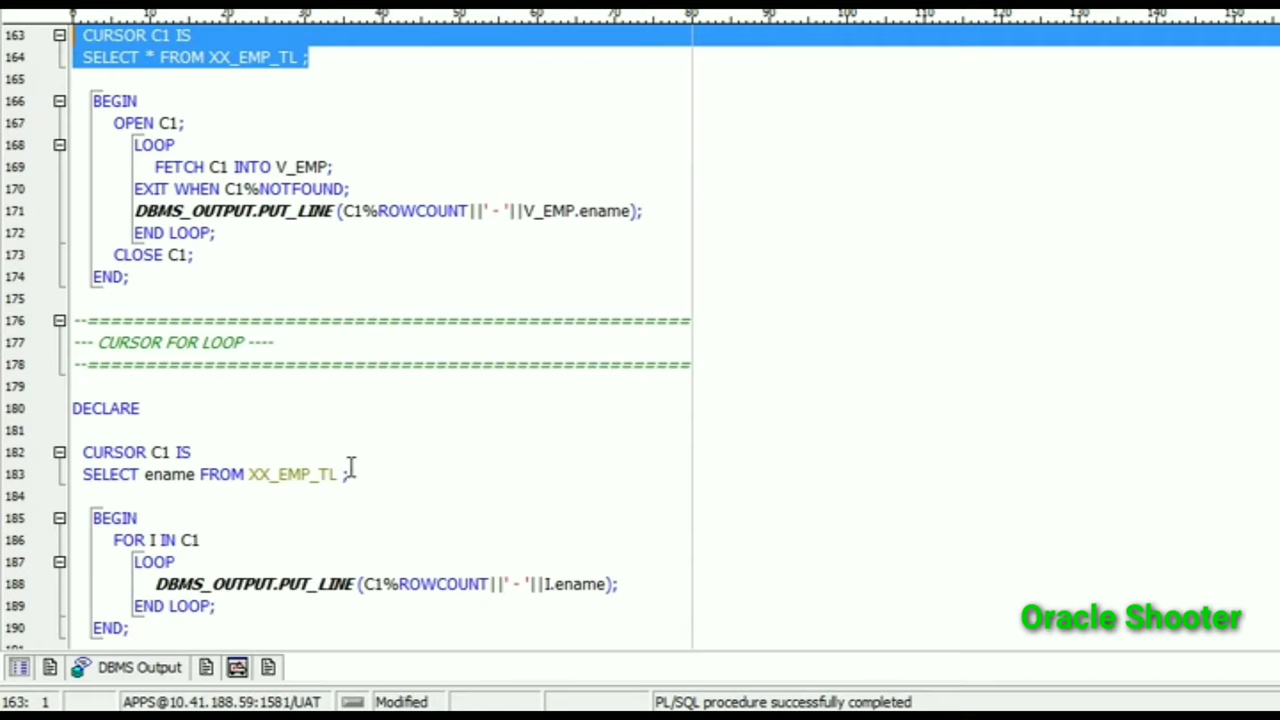 0 10 20 30 40 50 60 70 80 90 100 110 120 130 140 150
163 CURSOR C1 IS
164 SELECT * FROM XX_EMP_TL ;
165
166 BEGIN
167 OPEN C1;
168 LOOP
169 FETCH C1 INTO V_EMP;
170 EXIT WHEN C1%NOTFOUND;
171 DBMS_OUTPUT.PUT_LINE (C1%ROWCOUNT||' - '||V_EMP.ename);
172 END LOOP;
173 CLOSE C1;
174 END;
175
176 --=======================================================
177 --- CURSOR FOR LOOP ----
178 --=======================================================
179
180 DECLARE
181
182 CURSOR C1 IS
183 SELECT ename FROM XX_EMP_TL ;
184
185 BEGIN
186 FOR I IN C1
187 LOOP
188 DBMS_OUTPUT.PUT_LINE (C1%ROWCOUNT||' - '||I.ename);
189 END LOOP;
190 END;
Oracle Shooter
DBMS Output
163: 1 APPS@10.41.188.59:1581/UAT Modified PL/SQL procedure successfully completed